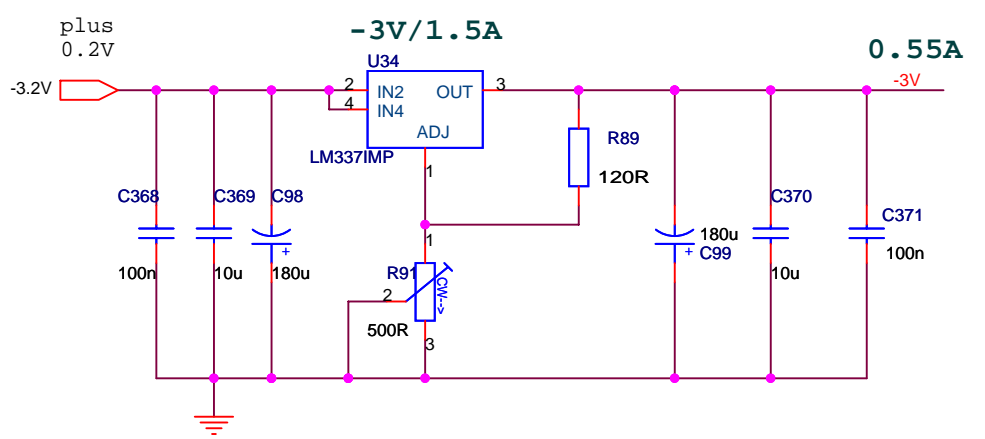 plus
0.2V
-3V/1.5A
0.55A
U34
-3.2V
-3V
2
IN2
OUT
3
4
IN4
ADJ
LM337IMP
1
R89
120R
C368
C369
C98
C370
C371
1
+
180u
+
C99
100n
10u
180u
R91
CW-->
10u
100n
2
500R
3